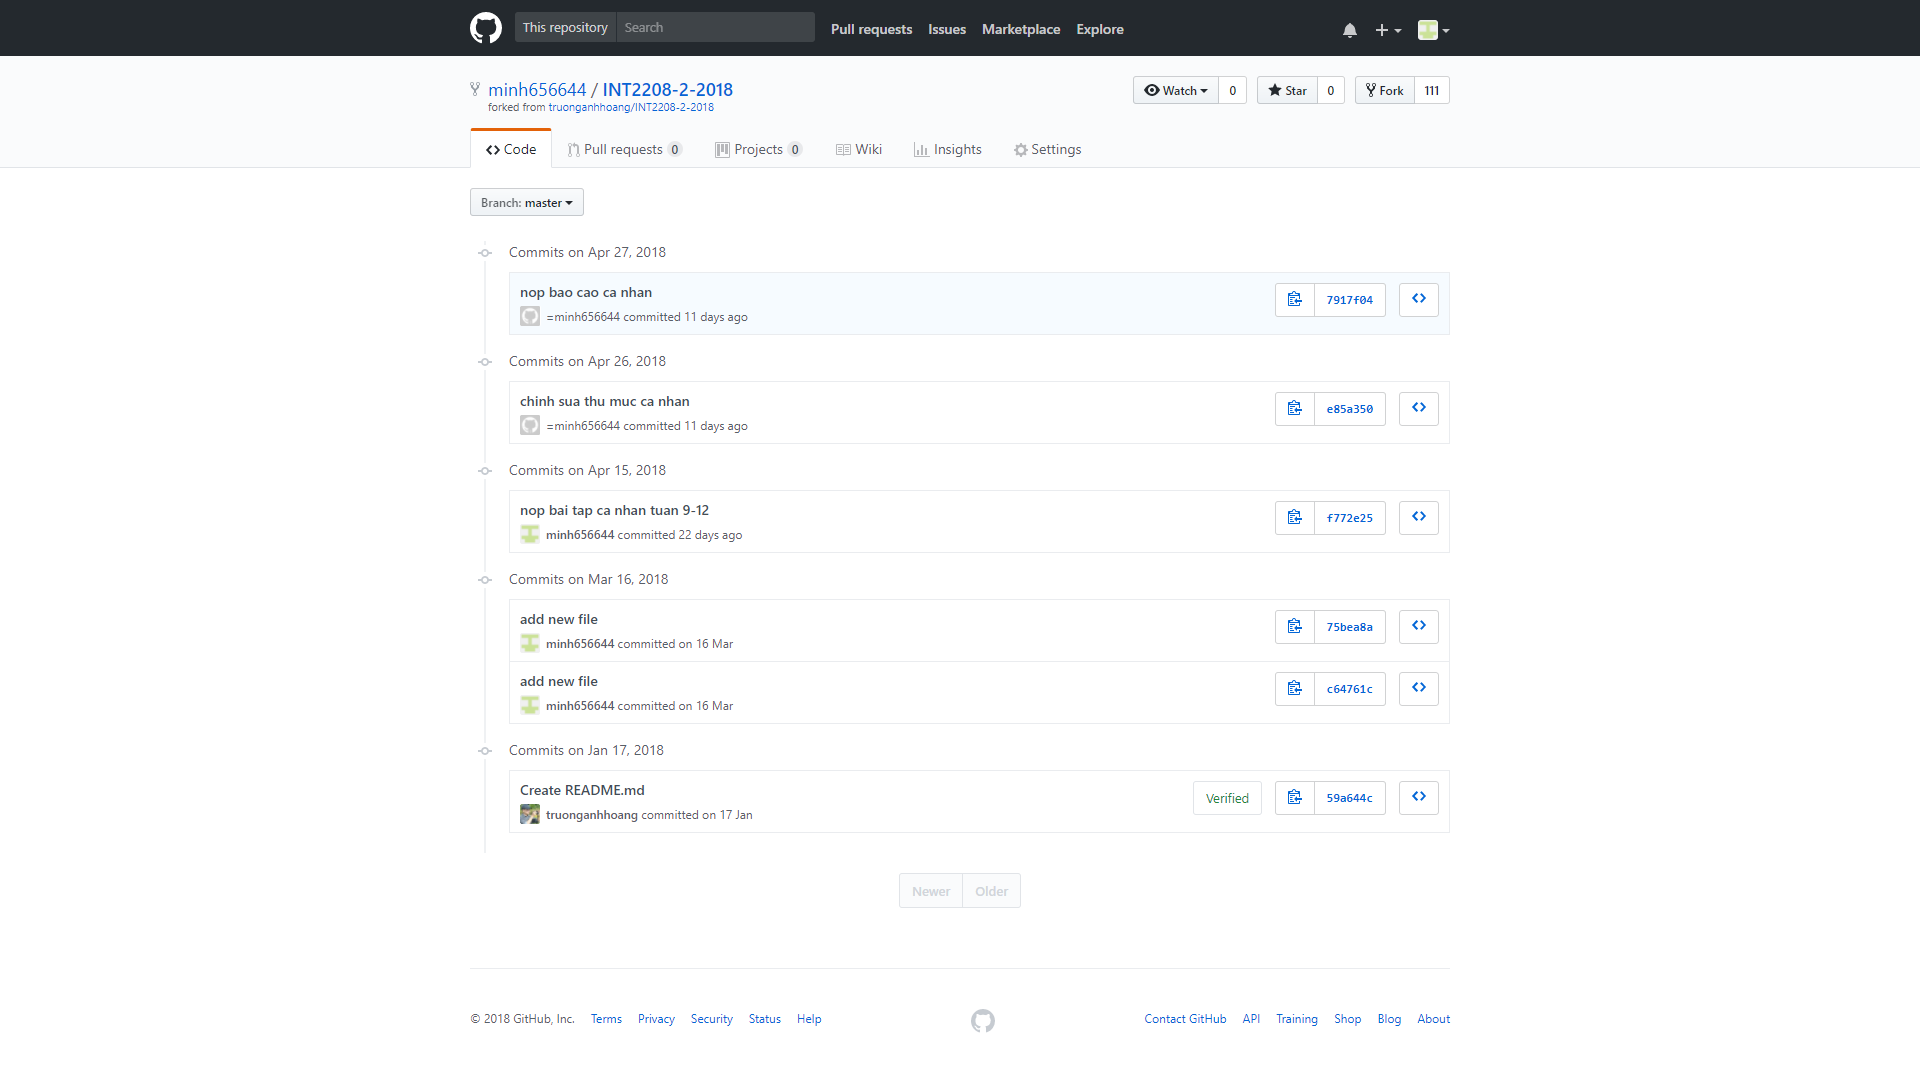 This repository Search Pull requests Issues Marketplace Explore
minh656644 / INT2208-2-2018 Watch 0 Star 0 Fork 111
forked from truonganhhoang/INT2208-2-2018
Code Pull requests 0 Projects 0 Wiki Insights Settings
Branch: master
Commits on Apr 27, 2018
nop bao cao ca nhan
=minh656644 committed 11 days ago
7917f04
Commits on Apr 26, 2018
chinh sua thu muc ca nhan
=minh656644 committed 11 days ago
e85a350
Commits on Apr 15, 2018
nop bai tap ca nhan tuan 9-12
minh656644 committed 22 days ago
f772e25
Commits on Mar 16, 2018
add new file
minh656644 committed on 16 Mar
75bea8a
add new file
minh656644 committed on 16 Mar
c64761c
Commits on Jan 17, 2018
Create README.md
truonganhhoang committed on 17 Jan
Verified 59a644c
Newer Older
© 2018 GitHub, Inc. Terms Privacy Security Status Help Contact GitHub API Training Shop Blog About